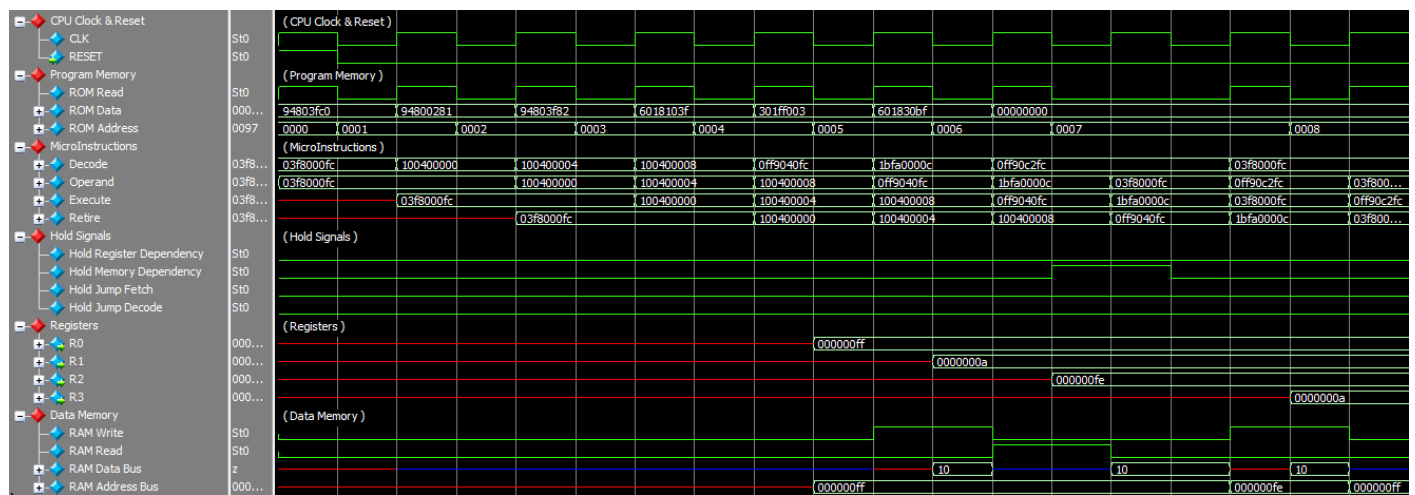 CPU Clock & Reset (CPU Clock & Reset)
CLK St0
RESET St0
Program Memory (Program Memory)
ROM Read St0
ROM Data 000... 94803fc0 94800281 94803f82 6018103f 301ff003 601830bf 00000000
ROM Address 0097 0000 0001 0002 0003 0004 0005 0006 0007 0008
MicroInstructions (MicroInstructions)
Decode 03f8... 03f8000fc 100400000 100400004 100400008 0ff9040fc 1bfa0000c 0ff90c2fc 03f8000fc
Operand 03f8... 03f8000fc 100400000 100400004 100400008 0ff9040fc 1bfa0000c 03f8000fc 0ff90c2fc 03f800...
Execute 03f8... 03f8000fc 100400000 100400004 100400008 0ff9040fc 1bfa0000c 03f8000fc 0ff90c2fc
Retire 03f8... 03f8000fc 100400000 100400004 100400008 0ff9040fc 1bfa0000c 03f800...
Hold Signals (Hold Signals)
Hold Register Dependency St0
Hold Memory Dependency St0
Hold Jump Fetch St0
Hold Jump Decode St0
Registers (Registers)
R0 000... 000000ff
R1 000... 0000000a
R2 000... 000000fe
R3 000... 0000000a
Data Memory (Data Memory)
RAM Write St0
RAM Read St0
RAM Data Bus z 10 10 10
RAM Address Bus 000... 000000ff 000000fe 000000ff